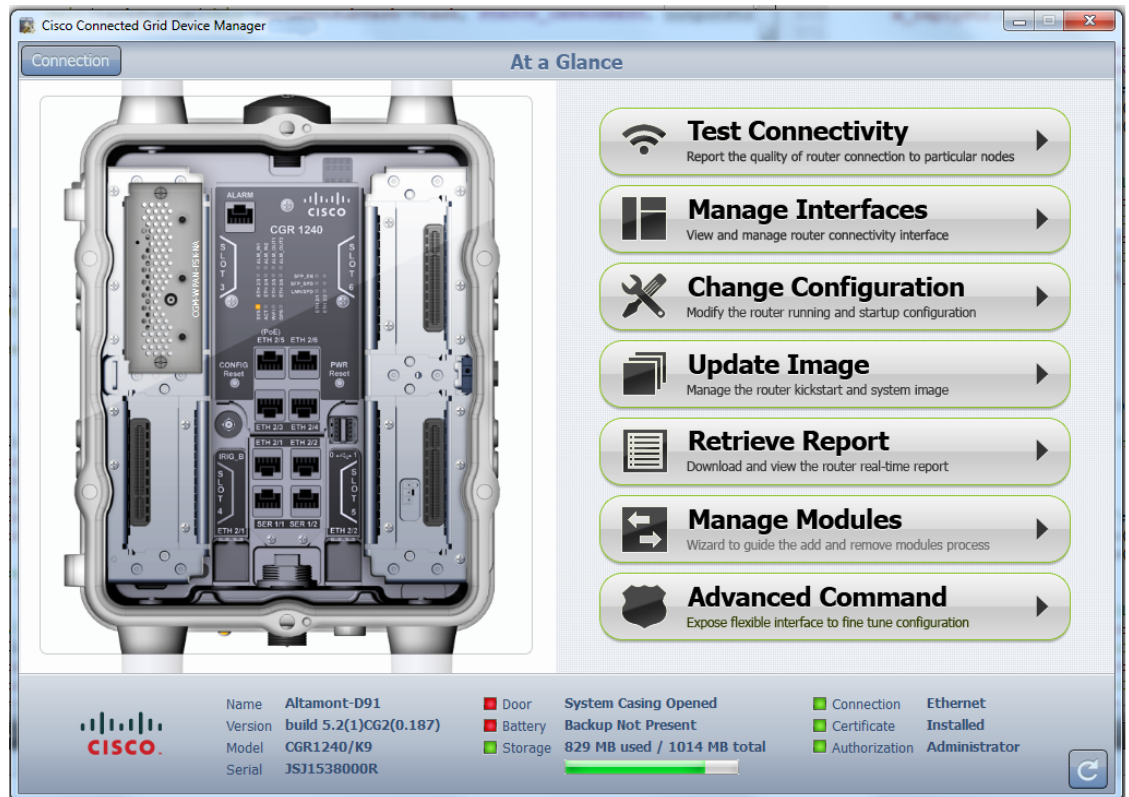 Cisco Connected Grid Device Manager
Connection
At a Glance
ALARM
CISCO
CGR 1240
SLOT 3
SLOT 6
CGM-WPAN-FSK-NA
(PoE)
ETH 2/5 ETH 2/6
CONFIG Reset
PWR Reset
ETH 2/3 ETH 2/4
ETH 2/1 ETH 2/2
IRIG_B
SLOT 4
SLOT 5
SER 1/1 SER 1/2
ETH 2/1
ETH 2/2
Test Connectivity
Report the quality of router connection to particular nodes
Manage Interfaces
View and manage router connectivity interface
Change Configuration
Modify the router running and startup configuration
Update Image
Manage the router kickstart and system image
Retrieve Report
Download and view the router real-time report
Manage Modules
Wizard to guide the add and remove modules process
Advanced Command
Expose flexible interface to fine tune configuration
CISCO.
Name Altamont-D91
Version build 5.2(1)CG2(0.187)
Model CGR1240/K9
Serial JSJ1538000R
Door System Casing Opened
Battery Backup Not Present
Storage 829 MB used / 1014 MB total
Connection Ethernet
Certificate Installed
Authorization Administrator